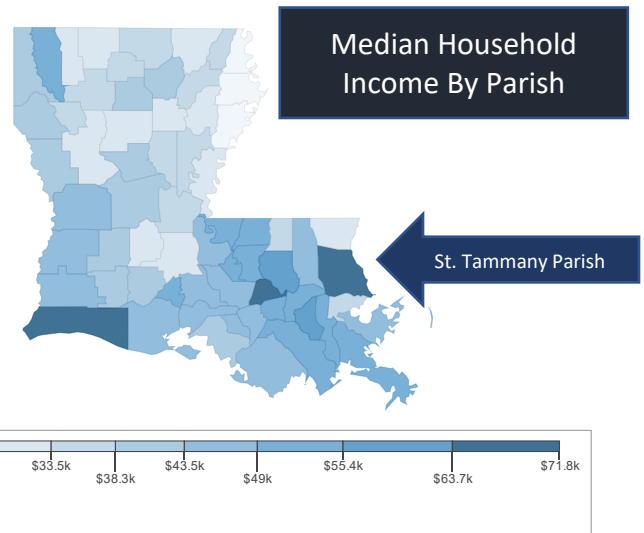 Median Household
Income By Parish
St. Tammany Parish
$33.5k
$38.3k
$43.5k
$49k
$55.4k
$63.7k
$71.8k